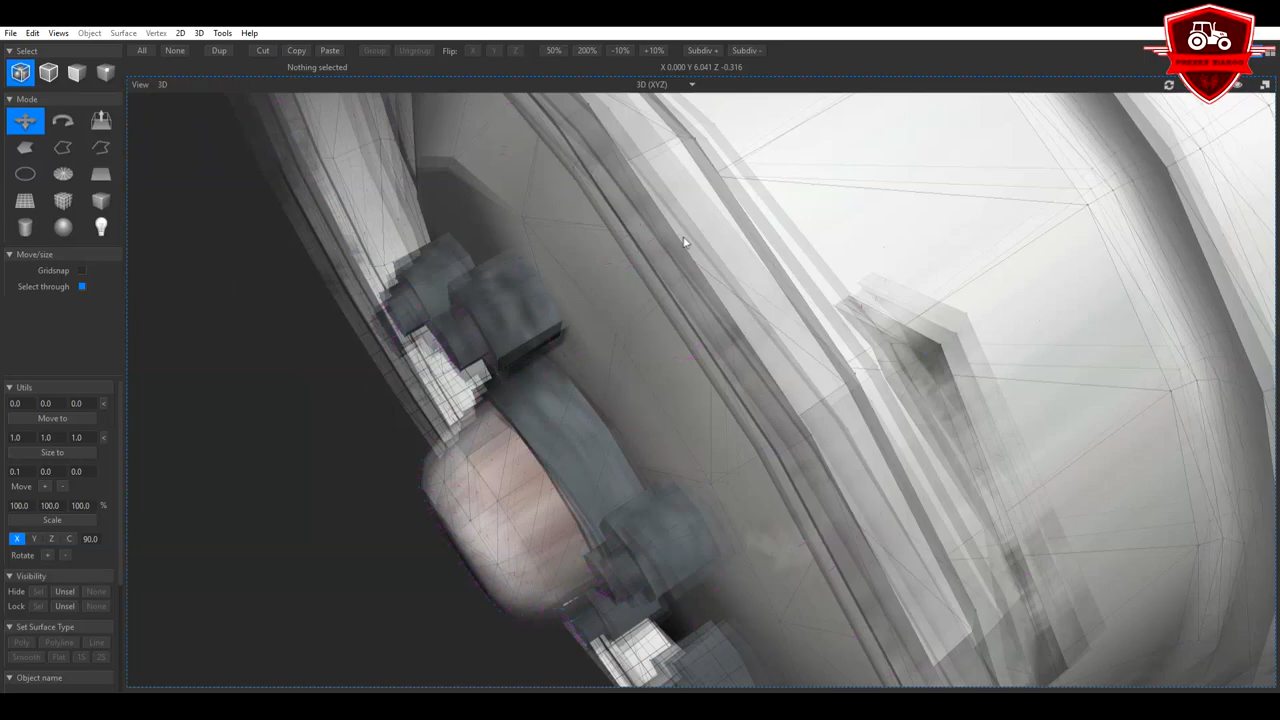 File Edit Views Object Surface Vertex 2D 3D Tools Help
Select
All None Dup Cut Copy Paste Group Ungroup Flip: X Y Z 50% 200% -10% +10% Subdiv + Subdiv -
Nothing selected
X 0.000 Y 6.041 Z -0.316
View 3D
3D (XYZ)
Mode
Move/size
Gridsnap
Select through
Utils
0.0 0.0 0.0 <
Move to
1.0 1.0 1.0 <
Size to
0.1 0.0 0.0
Move + -
100.0 100.0 100.0 %
Scale
X Y Z C 90.0
Rotate + -
Visibility
Hide Sel Unsel None
Lock Sel Unsel None
Set Surface Type
Poly Polyline Line
Smooth Flat 1S 2S
Object name